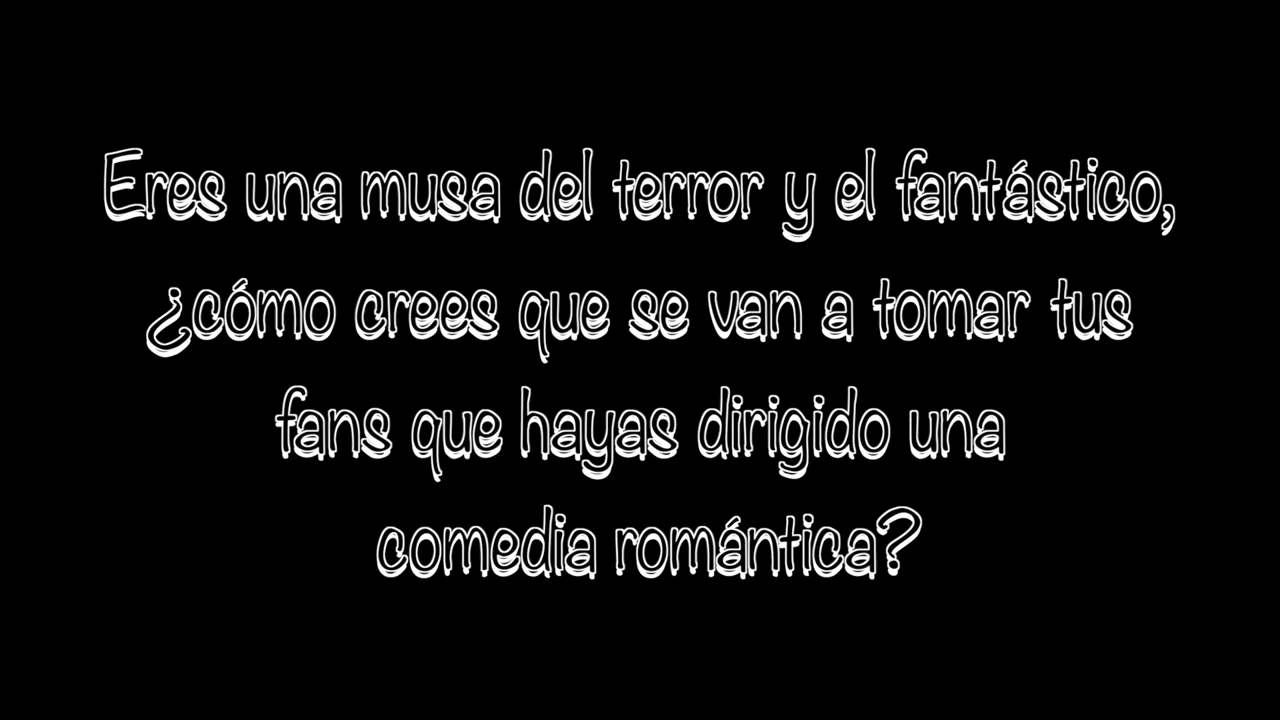 Eres una musa del terror y el fantástico,
¿cómo crees que se van a tomar tus
fans que hayas dirigido una
comedia romántica?